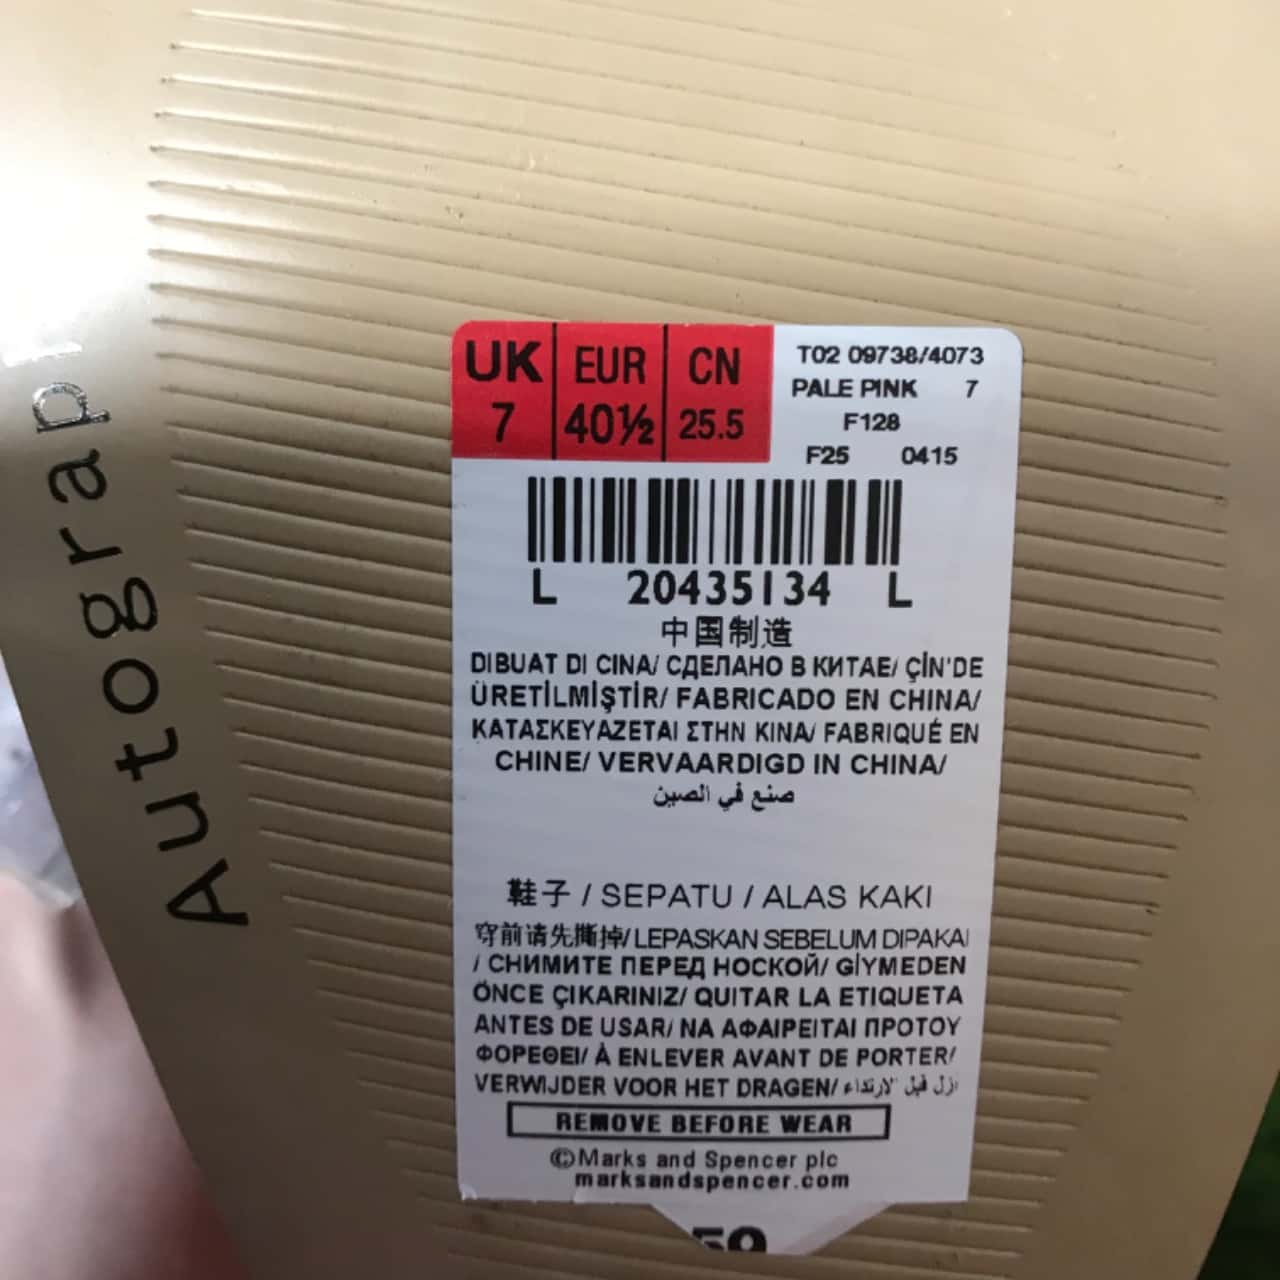 Autograp
UK EUR CN
7 40½ 25.5
T02 09738/4073
PALE PINK 7
F128
F25 0415
L 20435134 L
中国制造
DIBUAT DI CINA/ СДЕЛАНО В КИТАЕ/ ÇİN'DE
ÜRETİLMİŞTİR/ FABRICADO EN CHINA/
ΚΑΤΑΣΚΕΥΑΖΕΤΑΙ ΣΤΗΝ ΚΙΝΑ/ FABRIQUÉ EN
CHINE/ VERVAARDIGD IN CHINA/
صنع في الصين
鞋子 / SEPATU / ALAS KAKI
穿前请先撕掉/ LEPASKAN SEBELUM DIPAKAI
/ СНИМИТЕ ПЕРЕД НОСКОЙ/ GİYMEDEN
ÖNCE ÇIKARINIZ/ QUITAR LA ETIQUETA
ANTES DE USAR/ ΝΑ ΑΦΑΙΡΕΙΤΑΙ ΠΡΟΤΟΥ
ΦΟΡΕΘΕΙ/ À ENLEVER AVANT DE PORTER/
VERWIJDER VOOR HET DRAGEN/ ازل قبل الارتداء
REMOVE BEFORE WEAR
©Marks and Spencer plc
marksandspencer.com